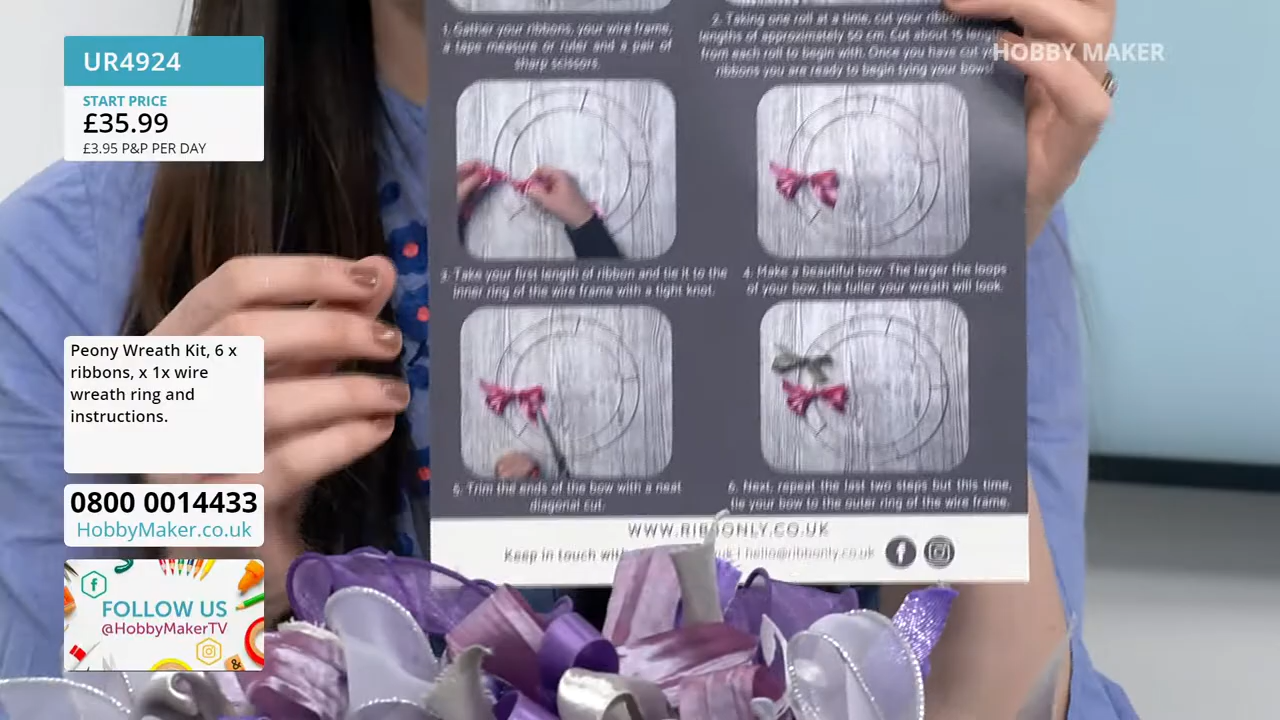 UR4924
START PRICE
£35.99
£3.95 P&P PER DAY
HOBBY MAKER
1. Gather your ribbons, your wire frame,
a tape measure or ruler and a pair of
sharp scissors.
2. Taking one roll at a time, cut your
lengths of approximately 50 cm. Cut about 15
from each roll to begin with. Once you have cut
ribbons you are ready to begin tying your bows!
3. Take your first length of ribbon and tie it to the
inner ring of the wire frame with a tight knot.
4. Make a beautiful bow. The larger the loops
of your bow, the fuller your wreath will look.
5. Trim the ends of the bow with a neat
diagonal cut.
6. Next, repeat the last two steps but this time,
tie your bow to the outer ring of the wire frame.
WWW.RIBBONLY.CO.UK
Keep in touch
uk | hello@ribbonly.co.uk
Peony Wreath Kit, 6 x
ribbons, x 1x wire
wreath ring and
instructions.
0800 0014433
HobbyMaker.co.uk
FOLLOW US
@HobbyMakerTV
&